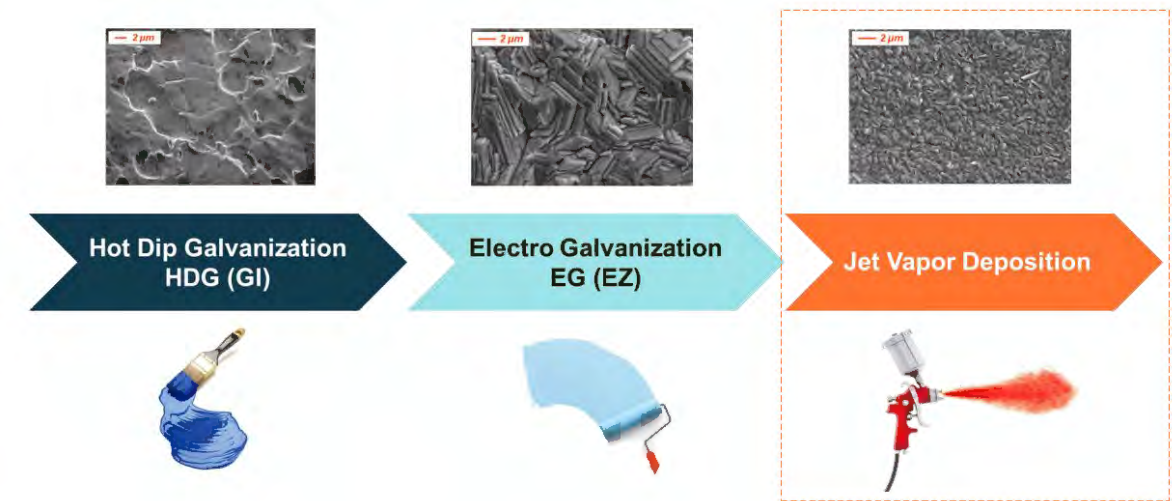 2 µm
2 µm
2 µm
Hot Dip Galvanization
HDG (GI)
Electro Galvanization
EG (EZ)
Jet Vapor Deposition